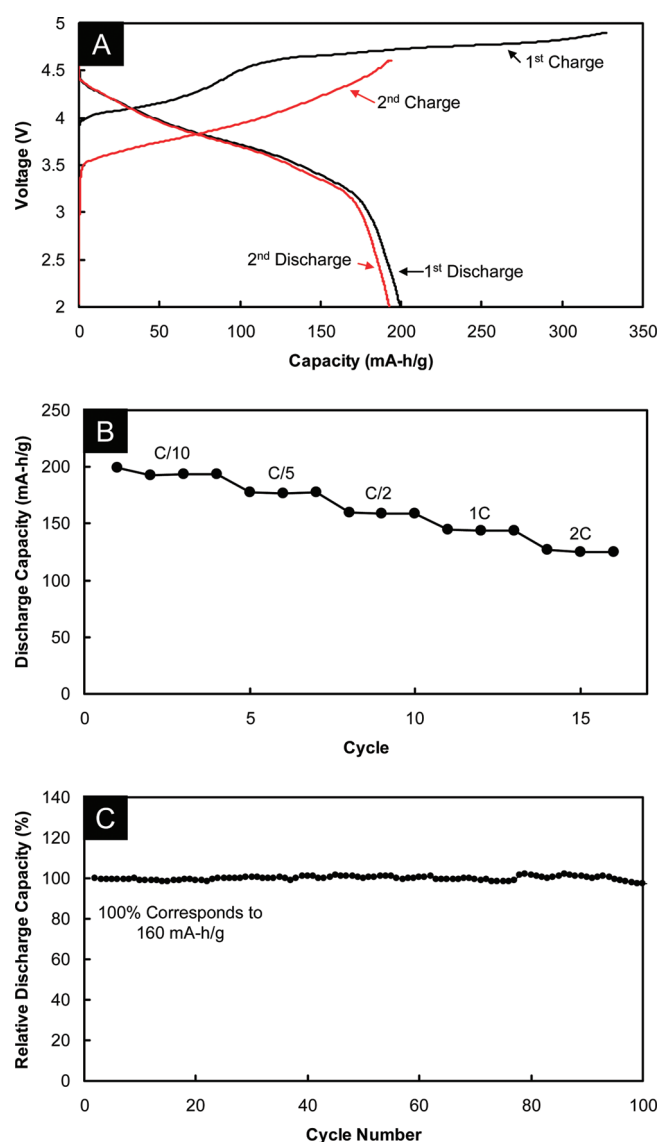 A
5
4.5
4
3.5
3
2.5
2
Voltage (V)
1st Charge
2nd Charge
2nd Discharge
1st Discharge
0 50 100 150 200 250 300 350
Capacity (mA-h/g)
B
250
200
150
100
50
0
Discharge Capacity (mA-h/g)
C/10
C/5
C/2
1C
2C
0 5 10 15
Cycle
C
140
120
100
80
60
40
20
0
Relative Discharge Capacity (%)
100% Corresponds to
160 mA-h/g
0 20 40 60 80 100
Cycle Number